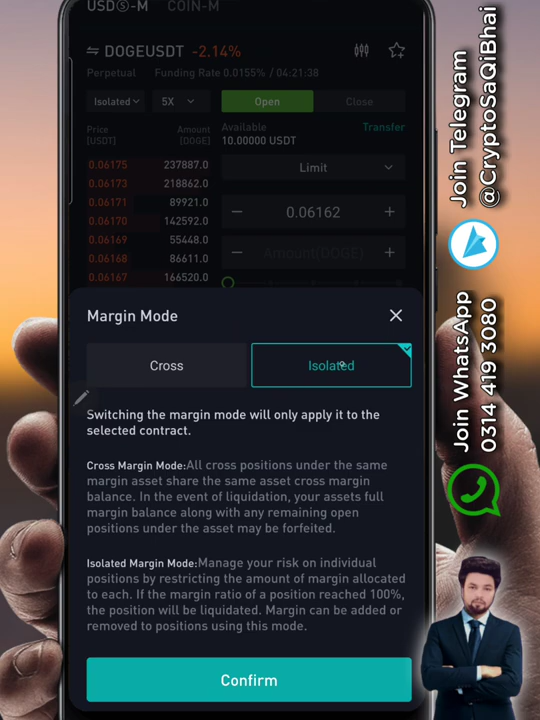 USDⓈ-M COIN-M
DOGEUSDT -2.14%
Perpetual Funding Rate 0.0155% / 04:21:38
Isolated 5X Open Close
Price Amount
[USDT] [DOGE]
Available Transfer
10.00000 USDT
0.06175 237887.0
0.06173 218862.0
0.06171 89921.0
0.06170 142592.0
0.06169 55448.0
0.06168 86611.0
0.06167 166520.0
Limit
− 0.06162 +
− Amount(DOGE) +
Margin Mode
Cross Isolated
Switching the margin mode will only apply it to the
selected contract.
Cross Margin Mode:All cross positions under the same
margin asset share the same asset cross margin
balance. In the event of liquidation, your assets full
margin balance along with any remaining open
positions under the asset may be forfeited.
Isolated Margin Mode:Manage your risk on individual
positions by restricting the amount of margin allocated
to each. If the margin ratio of a position reached 100%,
the position will be liquidated. Margin can be added or
removed to positions using this mode.
Confirm
Join Telegram
@CryptoSaQiBhai
Join WhatsApp
0314 419 3080